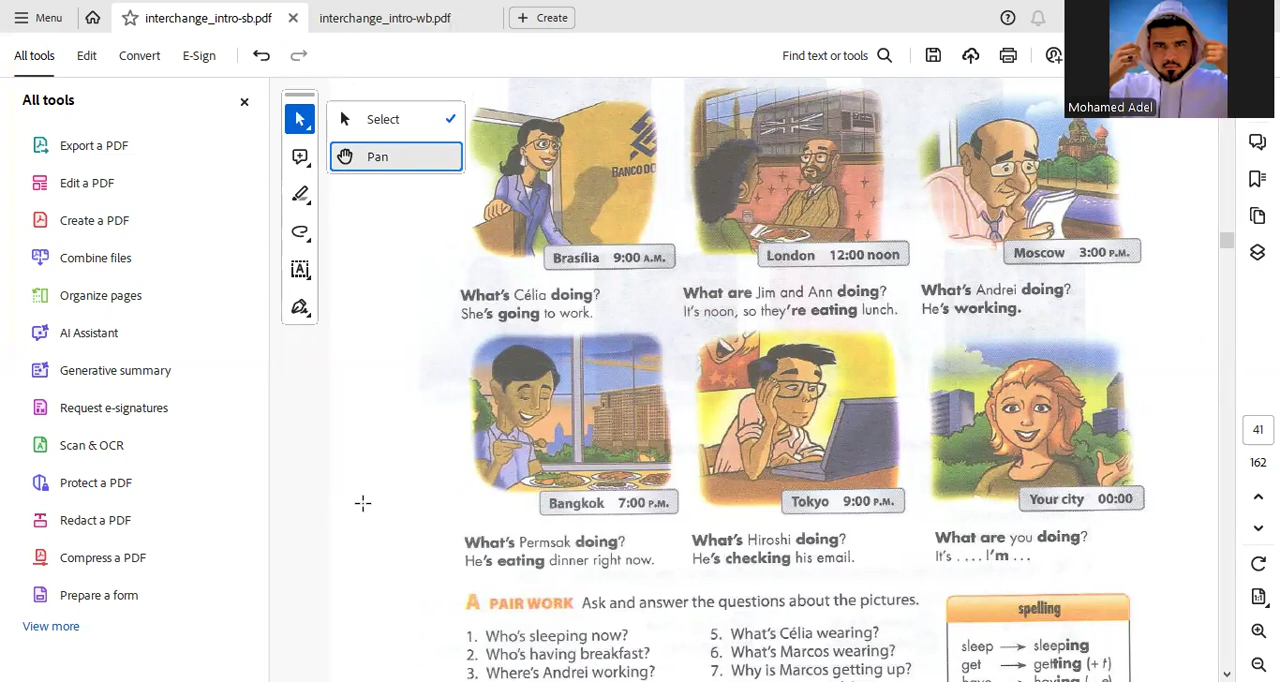 Menu
interchange_intro-sb.pdf
interchange_intro-wb.pdf
Create
All tools
Edit
Convert
E-Sign
Find text or tools
Mohamed Adel
All tools
Export a PDF
Edit a PDF
Create a PDF
Combine files
Organize pages
AI Assistant
Generative summary
Request e-signatures
Scan & OCR
Protect a PDF
Redact a PDF
Compress a PDF
Prepare a form
View more
Select
Pan
BANCO DO
Brasília 9:00 A.M.
London 12:00 noon
Moscow 3:00 P.M.
What's Célia doing?
She's going to work.
What are Jim and Ann doing?
It's noon, so they're eating lunch.
What's Andrei doing?
He's working.
Bangkok 7:00 P.M.
Tokyo 9:00 P.M.
Your city 00:00
What's Permsak doing?
He's eating dinner right now.
What's Hiroshi doing?
He's checking his email.
What are you doing?
It's . . . . I'm . . .
A PAIR WORK Ask and answer the questions about the pictures.
1. Who's sleeping now?
2. Who's having breakfast?
3. Where's Andrei working?
5. What's Célia wearing?
6. What's Marcos wearing?
7. Why is Marcos getting up?
spelling
sleep → sleeping
get → getting (+ t)
41
162